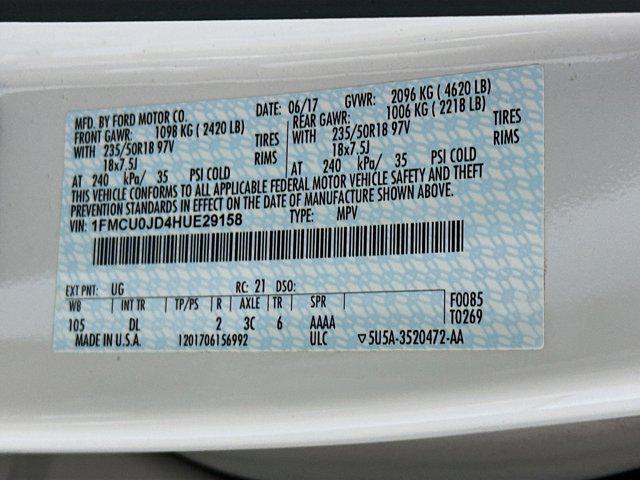 MFD. BY FORD MOTOR CO. DATE: 06/17 GVWR: 2096 KG ( 4620 LB)
FRONT GAWR: 1098 KG ( 2420 LB) REAR GAWR: 1006 KG ( 2218 LB)
WITH 235/50R18 97V TIRES WITH 235/50R18 97V TIRES
18x7.5J RIMS 18x7.5J RIMS
AT 240 kPa/ 35 PSI COLD AT 240 kPa/ 35 PSI COLD
THIS VEHICLE CONFORMS TO ALL APPLICABLE FEDERAL MOTOR VEHICLE SAFETY AND THEFT
PREVENTION STANDARDS IN EFFECT ON THE DATE OF MANUFACTURE SHOWN ABOVE.
VIN: 1FMCU0JD4HUE29158 TYPE: MPV
EXT PNT: UG RC: 21 DSO:
WB INT TR TP/PS R AXLE TR SPR F0085
105 DL 2 3C 6 AAAA T0269
MADE IN U.S.A. 1201706156992 ULC ▽5U5A-3520472-AA